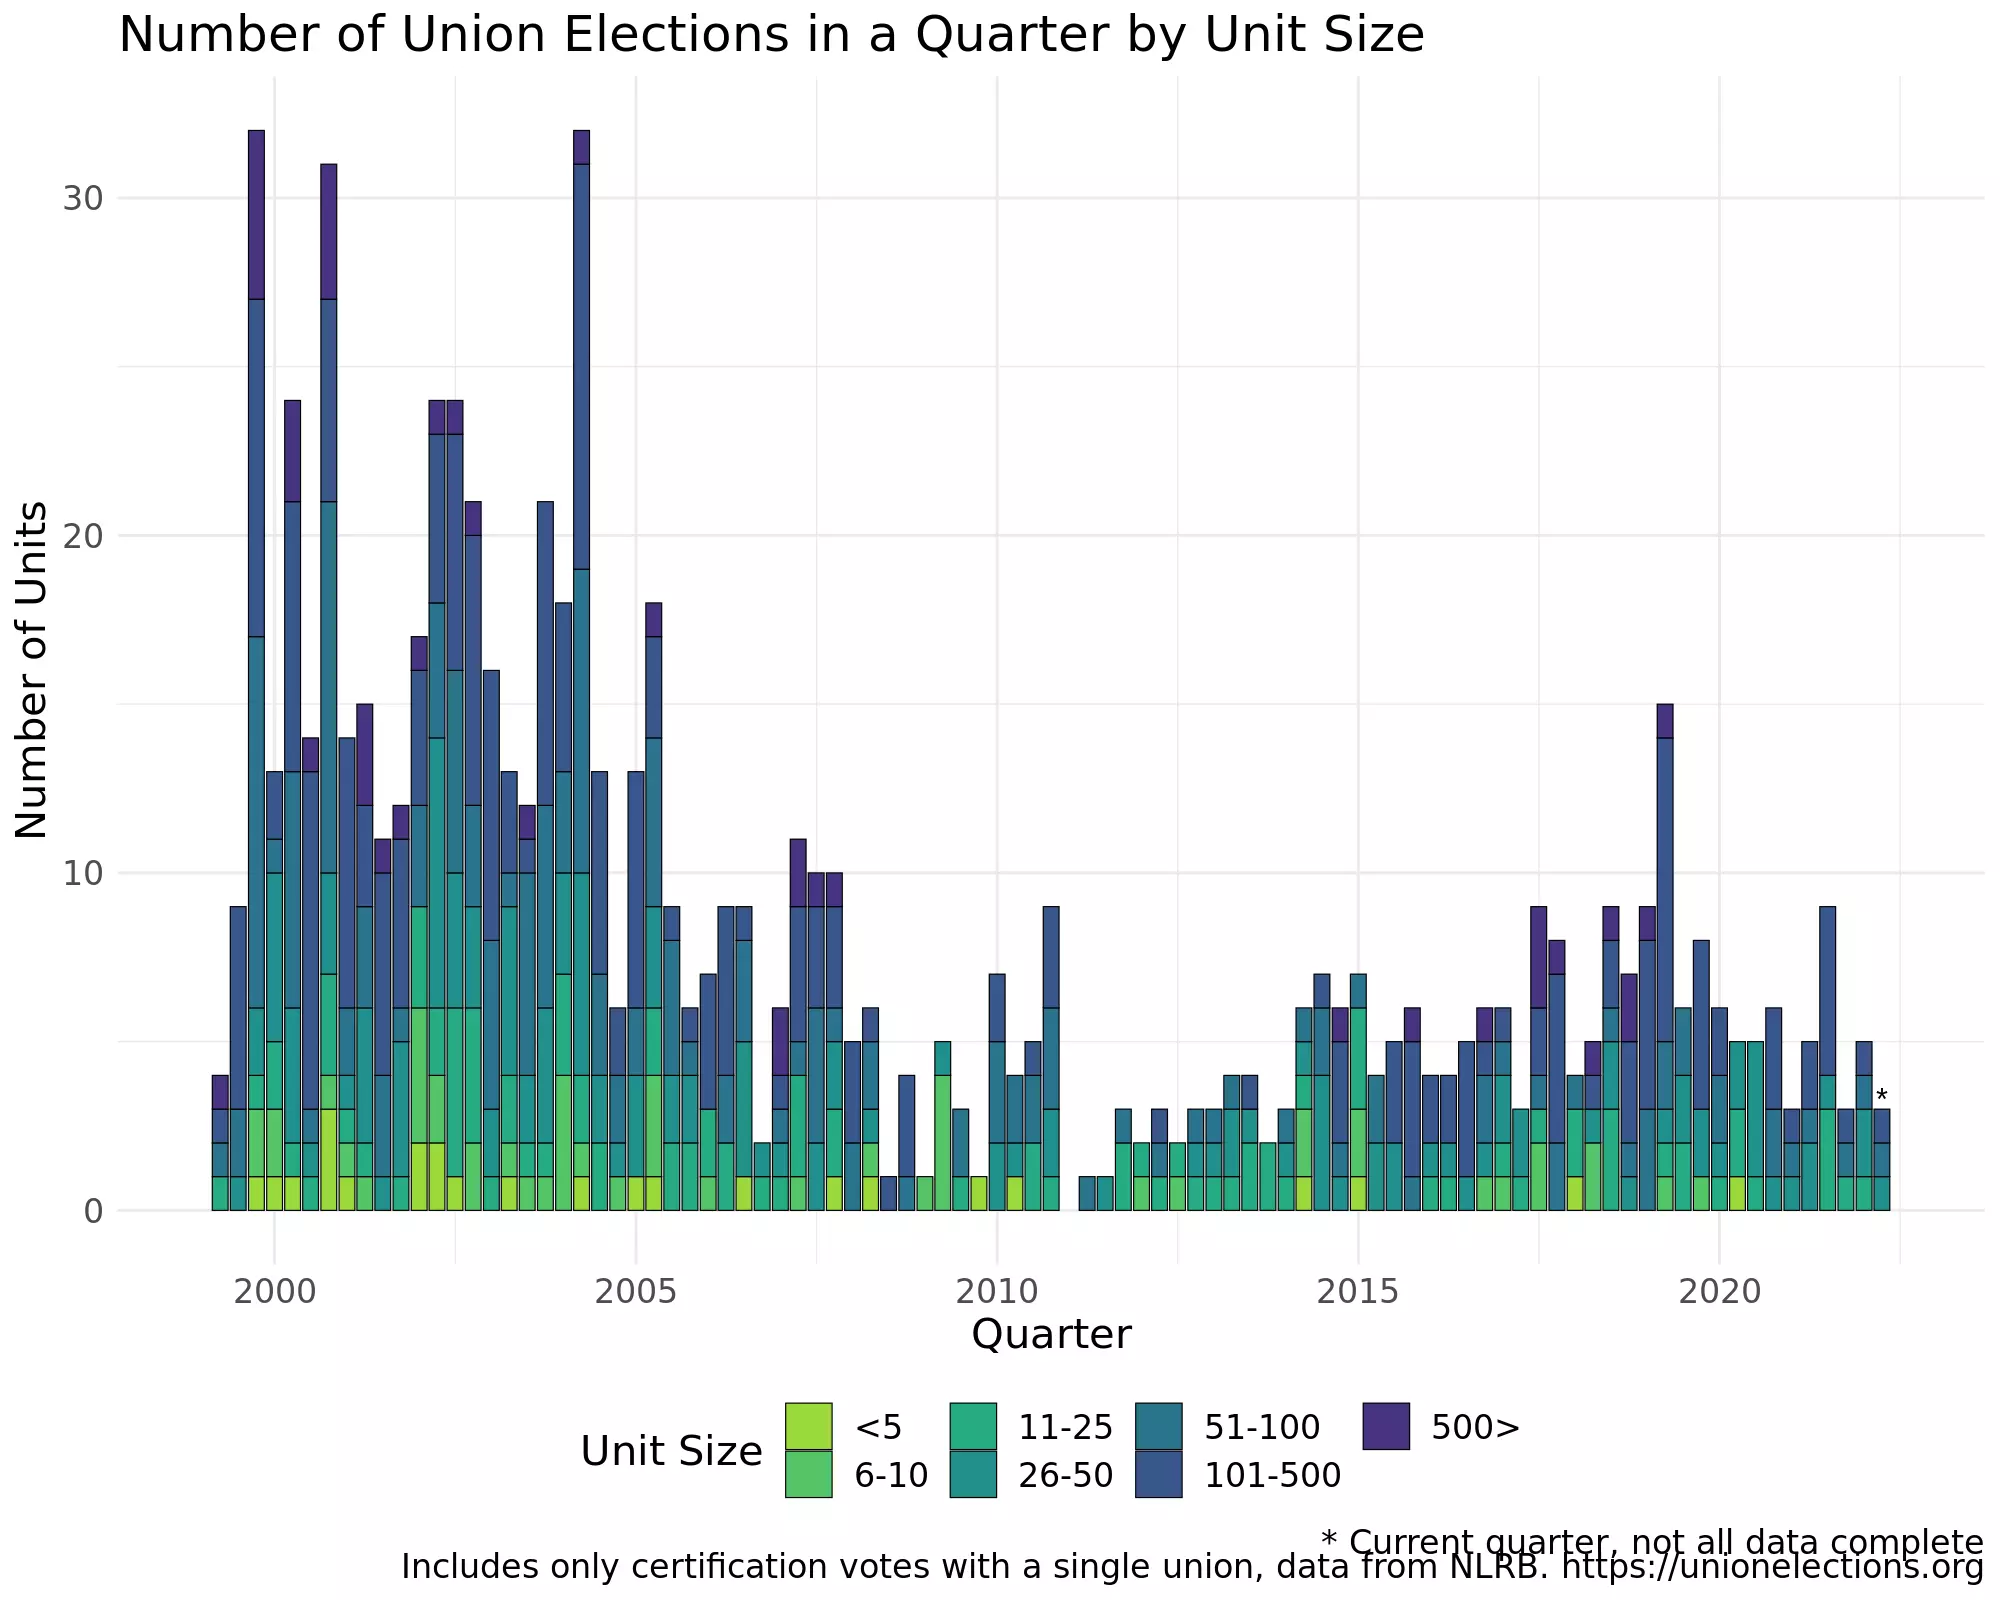 Number of Union Elections in a Quarter by Unit Size
Number of Units
30
20
10
0
*
2000 2005 2010 2015 2020
Quarter
Unit Size
<5 11-25 51-100 500>
6-10 26-50 101-500
* Current quarter, not all data complete
Includes only certification votes with a single union, data from NLRB. https://unionelections.org